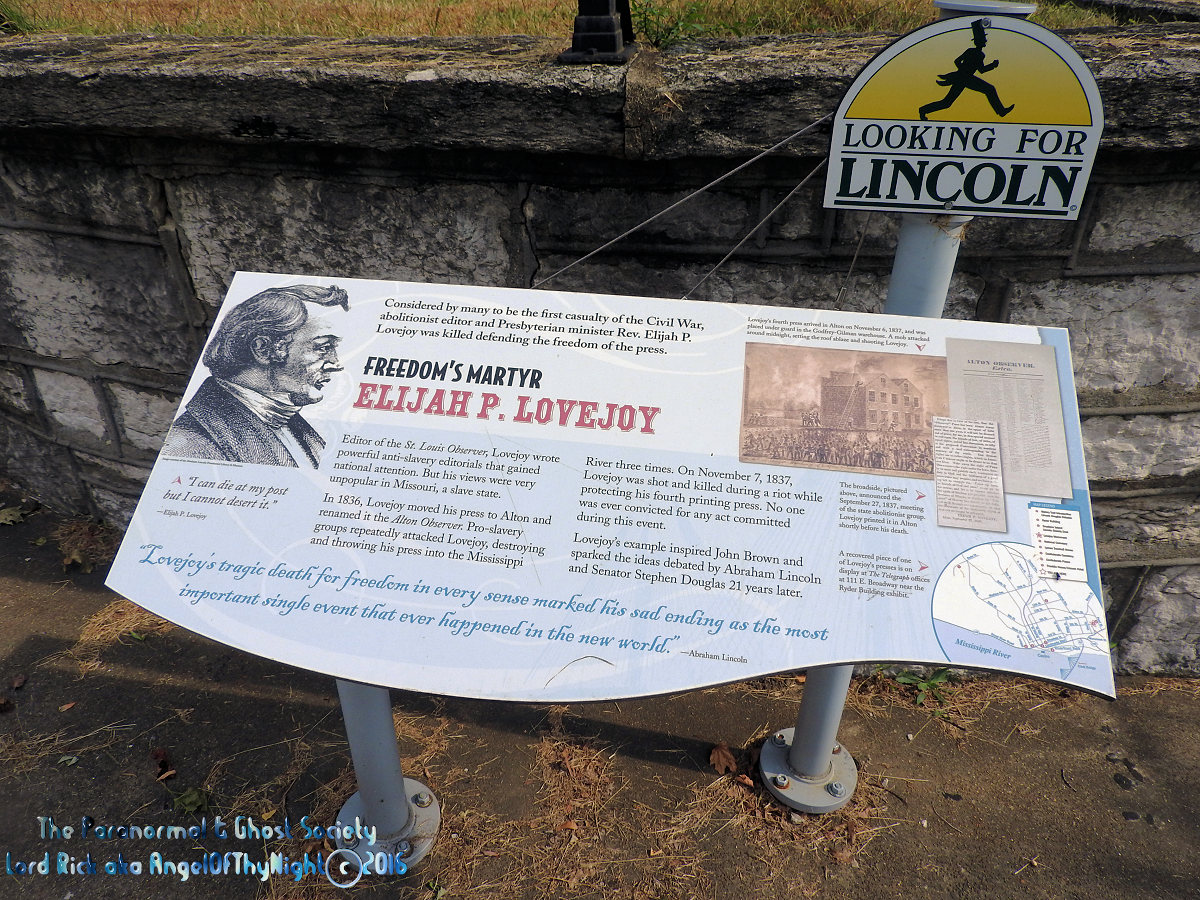 LOOKING FOR
LINCOLN
Considered by many to be the first casualty of the Civil War,
abolitionist editor and Presbyterian minister Rev. Elijah P.
Lovejoy was killed defending the freedom of the press.
FREEDOM'S MARTYR
ELIJAH P. LOVEJOY
"I can die at my post
but I cannot desert it."
—Elijah P. Lovejoy
Editor of the St. Louis Observer, Lovejoy wrote
powerful anti-slavery editorials that gained
national attention. But his views were very
unpopular in Missouri, a slave state.
In 1836, Lovejoy moved his press to Alton and
renamed it the Alton Observer. Pro-slavery
groups repeatedly attacked Lovejoy, destroying
and throwing his press into the Mississippi
River three times. On November 7, 1837,
Lovejoy was shot and killed during a riot while
protecting his fourth printing press. No one
was ever convicted for any act committed
during this event.
Lovejoy's example inspired John Brown and
sparked the ideas debated by Abraham Lincoln
and Senator Stephen Douglas 21 years later.
"Lovejoy's tragic death for freedom in every sense marked his sad ending as the most
important single event that ever happened in the new world."
—Abraham Lincoln
Lovejoy's fourth press arrived in Alton on November 6, 1837, and was
placed under guard in the Godfrey-Gilman warehouse. A mob attacked
around midnight, setting the roof ablaze and shooting Lovejoy.
ALTON OBSERVER.
Extra.
The broadside, pictured
above, announced the
September 27, 1837, meeting
of the state abolitionist group.
Lovejoy printed it in Alton
shortly before his death.
A recovered piece of one
of Lovejoy's presses is on
display at The Telegraph offices
at 111 E. Broadway near the
Ryder Building exhibit.
Mississippi River
The Paranormal & Ghost Society
Lord Rick aka AngelOfThyNight © 2016